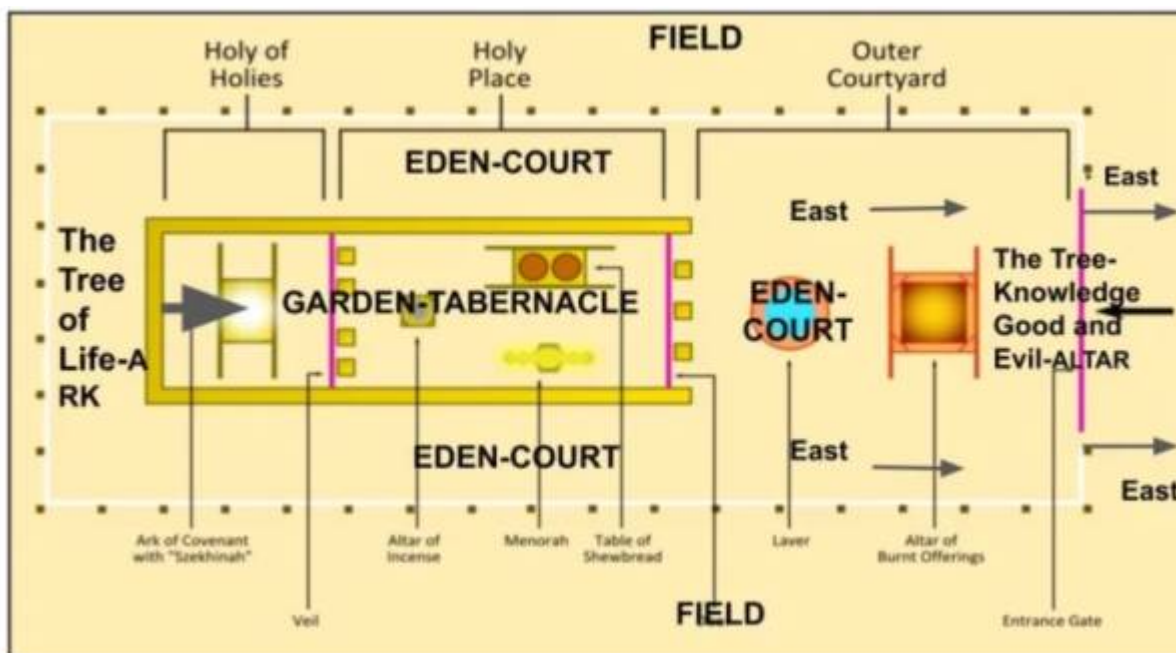 FIELD
Holy of
Holies
Holy
Place
Outer
Courtyard
EDEN-COURT
East
East
The
Tree
of
Life-A
RK
GARDEN-TABERNACLE
EDEN-
COURT
The Tree-
Knowledge
Good and
Evil-ALTAR
EDEN-COURT
East
East
Ark of Covenant
with "Szekhinah"
Altar of
Incense
Menorah
Table of
Shewbread
Laver
Altar of
Burnt Offerings
Veil
FIELD
Entrance Gate